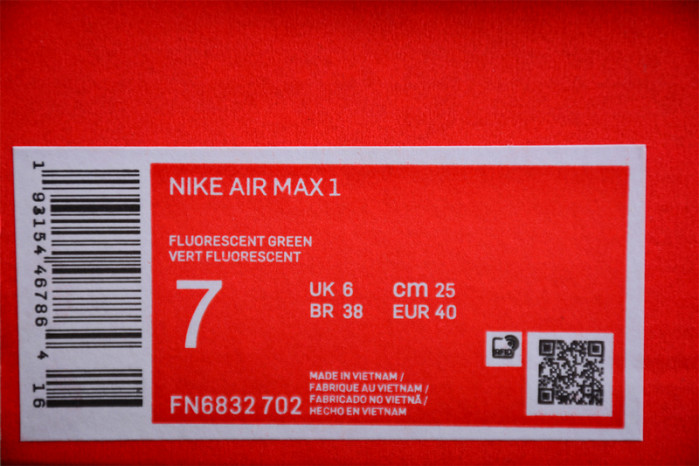 NIKE AIR MAX 1
FLUORESCENT GREEN
VERT FLUORESCENT
7
UK 6 cm 25
BR 38 EUR 40
MADE IN VIETNAM /
FABRIQUE AU VIETNAM /
FABRICADO NO VIETNÃ /
HECHO EN VIETNAM
FN6832 702
RFID
1 93154 46786 4 16